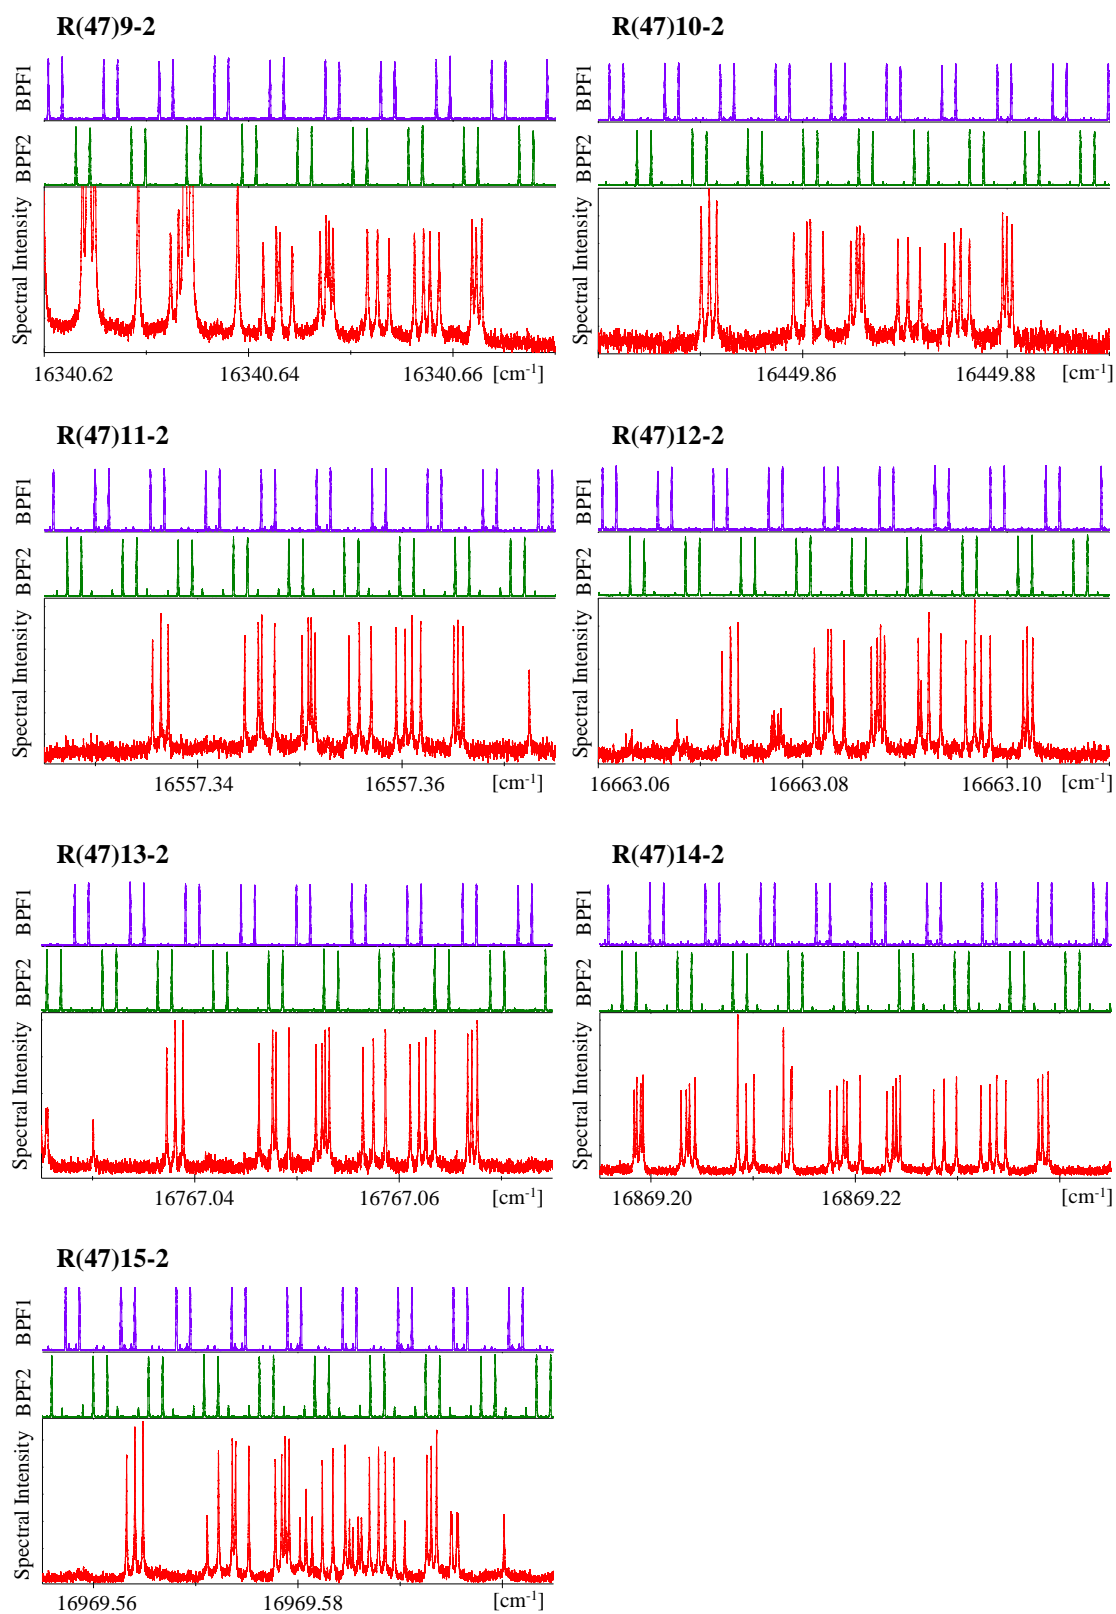 R(47)9-2
BPF1
BPF2
Spectral Intensity
16340.62 16340.64 16340.66 [cm⁻¹]
R(47)10-2
BPF1
BPF2
Spectral Intensity
16449.86 16449.88 [cm⁻¹]
R(47)11-2
BPF1
BPF2
Spectral Intensity
16557.34 16557.36 [cm⁻¹]
R(47)12-2
BPF1
BPF2
Spectral Intensity
16663.06 16663.08 16663.10 [cm⁻¹]
R(47)13-2
BPF1
BPF2
Spectral Intensity
16767.04 16767.06 [cm⁻¹]
R(47)14-2
BPF1
BPF2
Spectral Intensity
16869.20 16869.22 [cm⁻¹]
R(47)15-2
BPF1
BPF2
Spectral Intensity
16969.56 16969.58 [cm⁻¹]